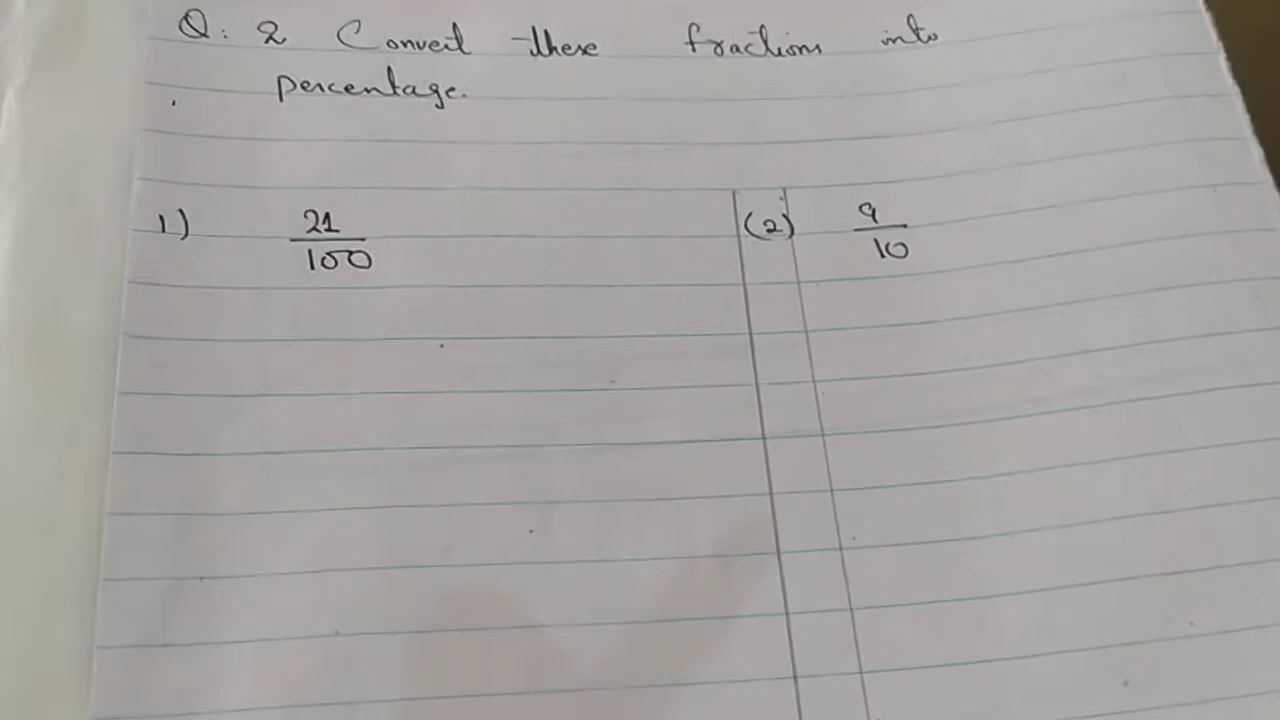 Q: 2 Convert these fractions into
percentage.
1) 21/100
(2) 9/10